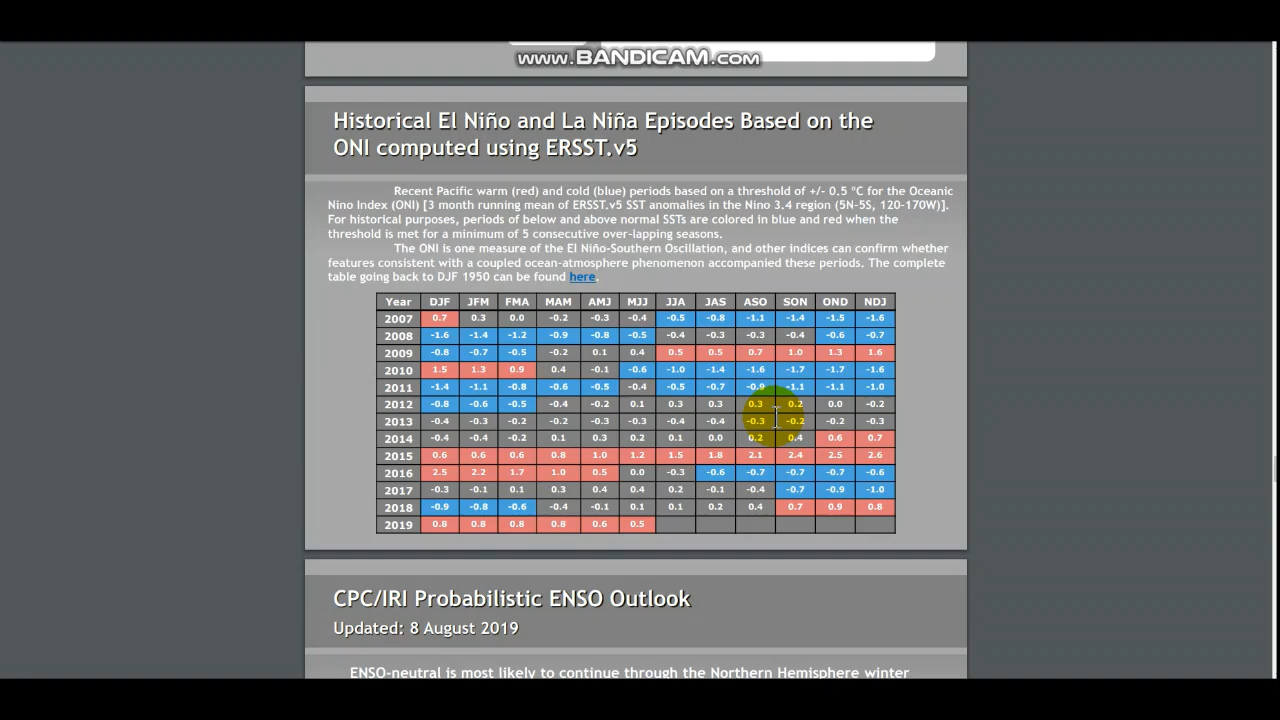 www.BANDICAM.com
Historical El Niño and La Niña Episodes Based on the
ONI computed using ERSST.v5
Recent Pacific warm (red) and cold (blue) periods based on a threshold of +/- 0.5 ºC for the Oceanic
Nino Index (ONI) [3 month running mean of ERSST.v5 SST anomalies in the Nino 3.4 region (5N-5S, 120-170W)].
For historical purposes, periods of below and above normal SSTs are colored in blue and red when the
threshold is met for a minimum of 5 consecutive over-lapping seasons.
The ONI is one measure of the El Niño-Southern Oscillation, and other indices can confirm whether
features consistent with a coupled ocean-atmosphere phenomenon accompanied these periods. The complete
table going back to DJF 1950 can be found here.
Year DJF JFM FMA MAM AMJ MJJ JJA JAS ASO SON OND NDJ
2007 0.7 0.3 0.0 -0.2 -0.3 -0.4 -0.5 -0.8 -1.1 -1.4 -1.5 -1.6
2008 -1.6 -1.4 -1.2 -0.9 -0.8 -0.5 -0.4 -0.3 -0.3 -0.4 -0.6 -0.7
2009 -0.8 -0.7 -0.5 -0.2 0.1 0.4 0.5 0.5 0.7 1.0 1.3 1.6
2010 1.5 1.3 0.9 0.4 -0.1 -0.6 -1.0 -1.4 -1.6 -1.7 -1.7 -1.6
2011 -1.4 -1.1 -0.8 -0.6 -0.5 -0.4 -0.5 -0.7 -0.9 -1.1 -1.1 -1.0
2012 -0.8 -0.6 -0.5 -0.4 -0.2 0.1 0.3 0.3 0.3 0.2 0.0 -0.2
2013 -0.4 -0.3 -0.2 -0.2 -0.3 -0.3 -0.4 -0.4 -0.3 -0.2 -0.2 -0.3
2014 -0.4 -0.4 -0.2 0.1 0.3 0.2 0.1 0.0 0.2 0.4 0.6 0.7
2015 0.6 0.6 0.6 0.8 1.0 1.2 1.5 1.8 2.1 2.4 2.5 2.6
2016 2.5 2.2 1.7 1.0 0.5 0.0 -0.3 -0.6 -0.7 -0.7 -0.7 -0.6
2017 -0.3 -0.1 0.1 0.3 0.4 0.4 0.2 -0.1 -0.4 -0.7 -0.9 -1.0
2018 -0.9 -0.8 -0.6 -0.4 -0.1 0.1 0.1 0.2 0.4 0.7 0.9 0.8
2019 0.8 0.8 0.8 0.8 0.6 0.5
CPC/IRI Probabilistic ENSO Outlook
Updated: 8 August 2019
ENSO-neutral is most likely to continue through the Northern Hemisphere winter